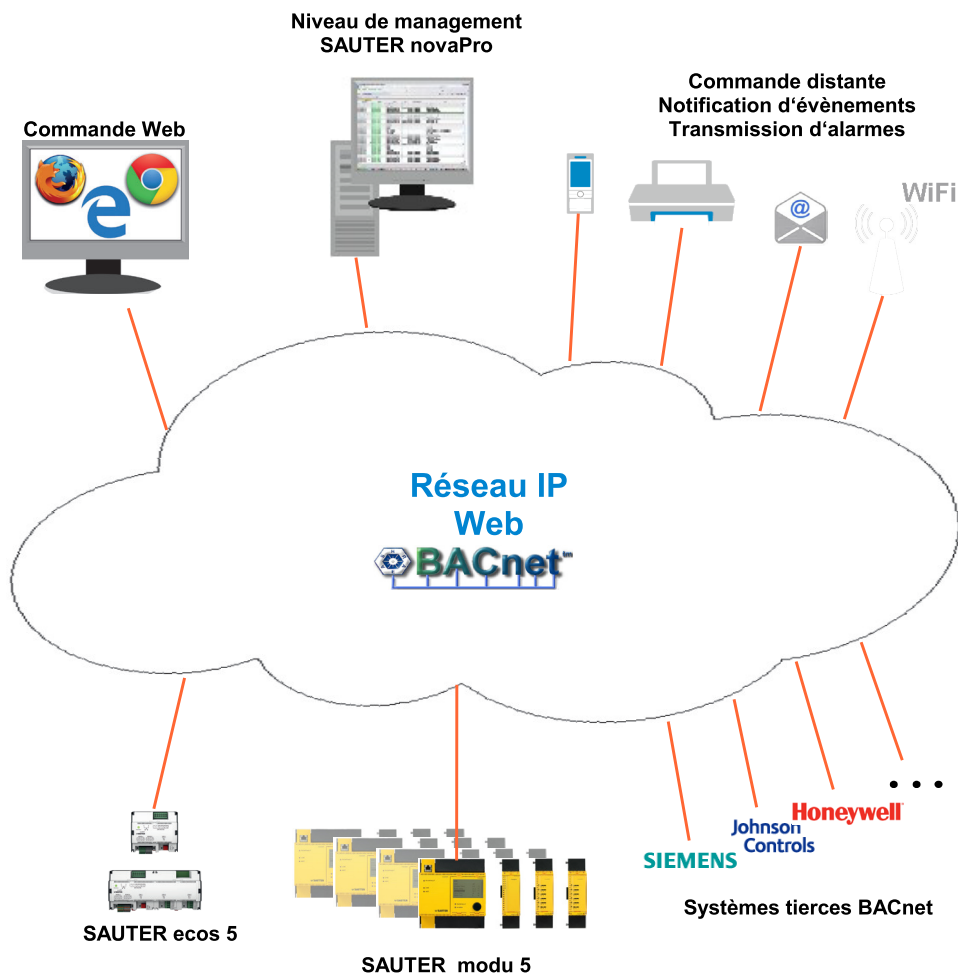 Niveau de management
SAUTER novaPro
Commande distante
Notification d‘évènements
Transmission d‘alarmes
Commande Web
@
WiFi
Réseau IP
Web
BACnet™
...
Honeywell
Johnson
Controls
SIEMENS
Systèmes tierces BACnet
SAUTER ecos 5
SAUTER modu 5